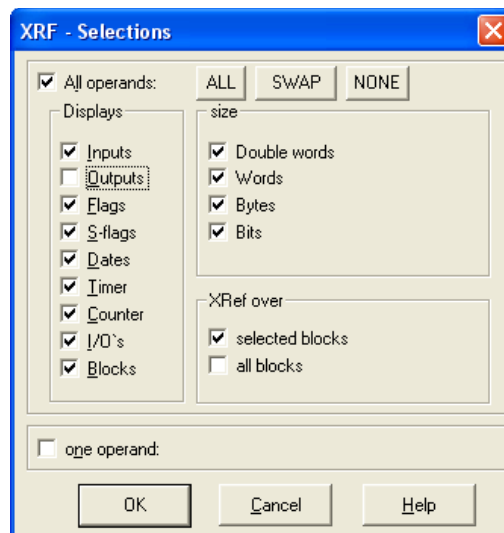 XRF - Selections
All operands:
ALL
SWAP
NONE
Displays
Inputs
Outputs
Flags
S-flags
Dates
Timer
Counter
I/O`s
Blocks
size
Double words
Words
Bytes
Bits
XRef over
selected blocks
all blocks
one operand:
OK
Cancel
Help